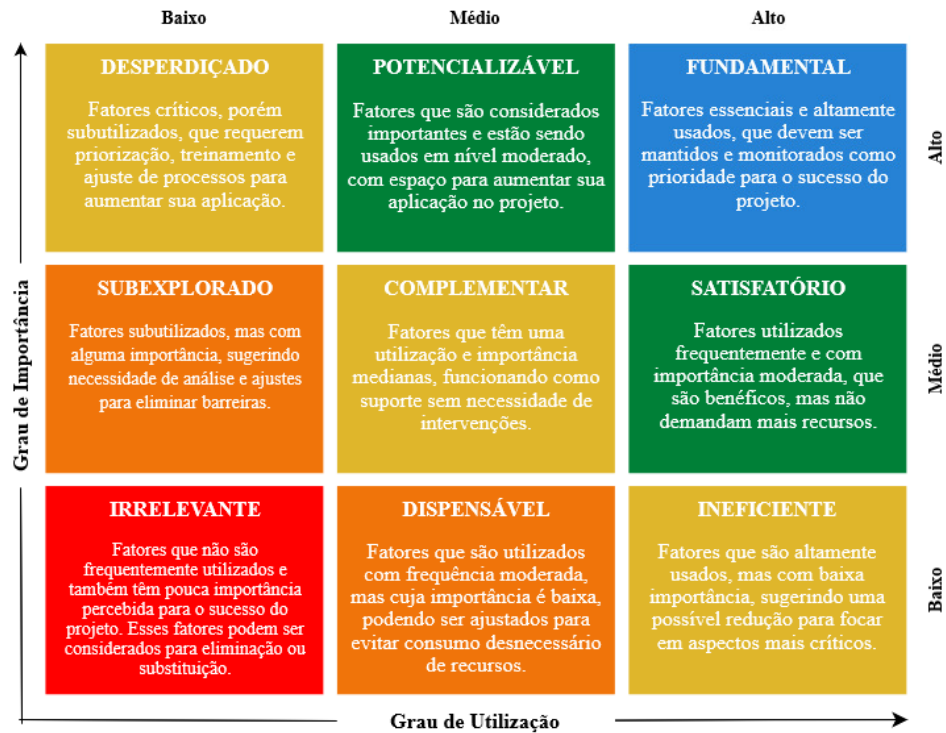 Baixo
Médio
Alto
DESPERDIÇADO
Fatores críticos, porém
subutilizados, que requerem
priorização, treinamento e
ajuste de processos para
aumentar sua aplicação.
POTENCIALIZÁVEL
Fatores que são considerados
importantes e estão sendo
usados em nível moderado,
com espaço para aumentar sua
aplicação no projeto.
FUNDAMENTAL
Fatores essenciais e altamente
usados, que devem ser
mantidos e monitorados como
prioridade para o sucesso do
projeto.
Alto
Grau de Importância
SUBEXPLORADO
Fatores subutilizados, mas com
alguma importância, sugerindo
necessidade de análise e ajustes
para eliminar barreiras.
COMPLEMENTAR
Fatores que têm uma
utilização e importância
medianas, funcionando como
suporte sem necessidade de
intervenções.
SATISFATÓRIO
Fatores utilizados
frequentemente e com
importância moderada, que
são benéficos, mas não
demandam mais recursos.
Médio
IRRELEVANTE
Fatores que não são
frequentemente utilizados e
também têm pouca importância
percebida para o sucesso do
projeto. Esses fatores podem ser
considerados para eliminação ou
substituição.
DISPENSÁVEL
Fatores que são utilizados
com frequência moderada,
mas cuja importância é baixa,
podendo ser ajustados para
evitar consumo desnecessário
de recursos.
INEFICIENTE
Fatores que são altamente
usados, mas com baixa
importância, sugerindo uma
possível redução para focar
em aspectos mais críticos.
Baixo
Grau de Utilização